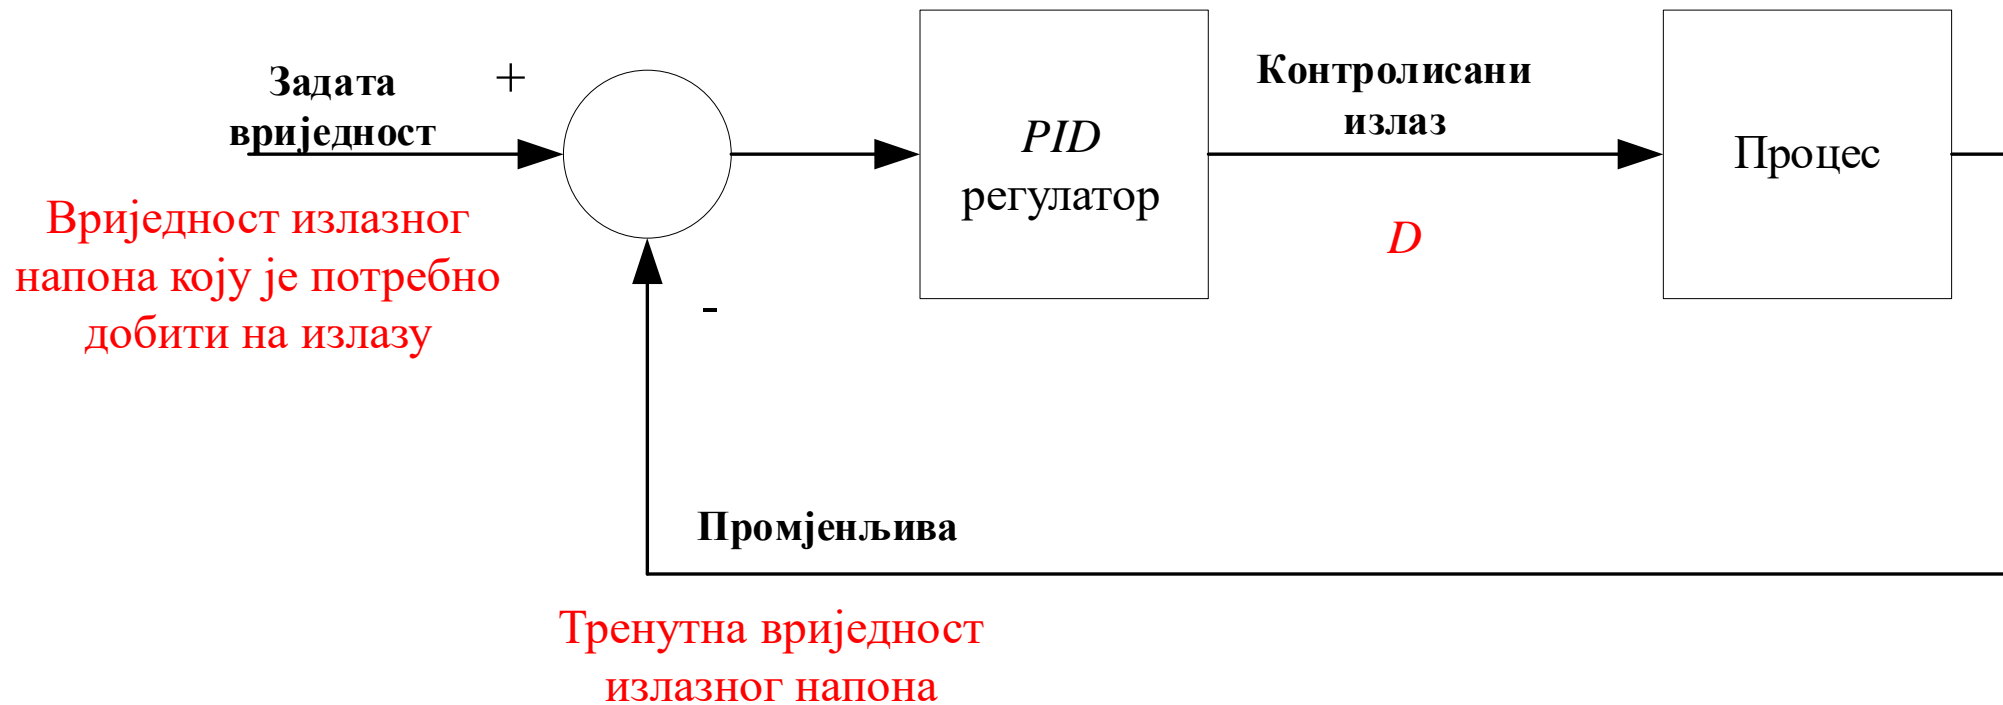 Задата
вриједност
+
Вриједност излазног
напона коју је потребно
добити на излазу
-
PID
регулатор
Контролисани
излаз
D
Процес
Промјенљива
Тренутна вриједност
излазног напона